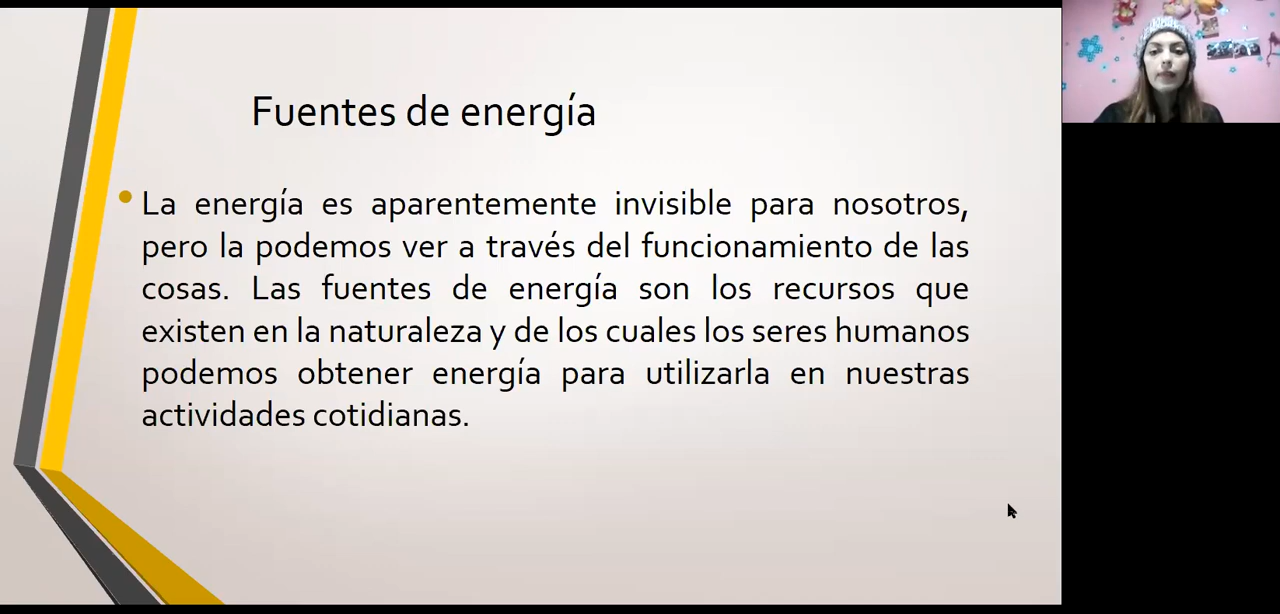 Fuentes de energía
La energía es aparentemente invisible para nosotros,
pero la podemos ver a través del funcionamiento de las
cosas. Las fuentes de energía son los recursos que
existen en la naturaleza y de los cuales los seres humanos
podemos obtener energía para utilizarla en nuestras
actividades cotidianas.